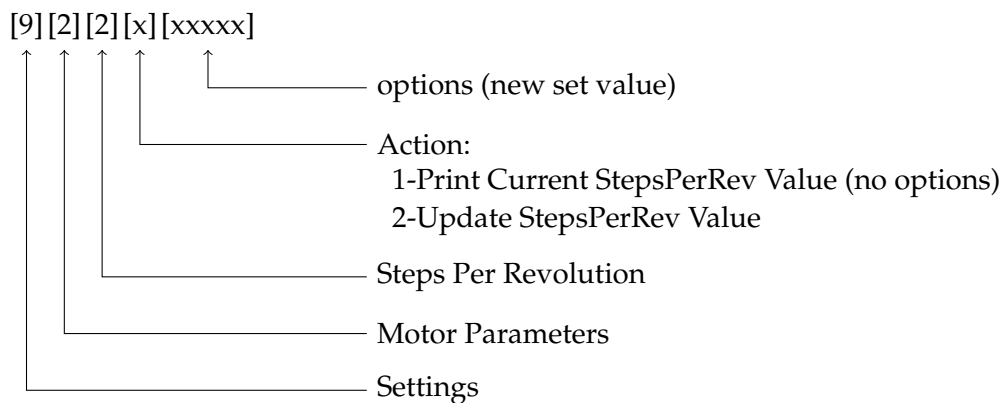 [9][2][2][x][xxxxx]
options (new set value)
Action:
1-Print Current StepsPerRev Value (no options)
2-Update StepsPerRev Value
Steps Per Revolution
Motor Parameters
Settings